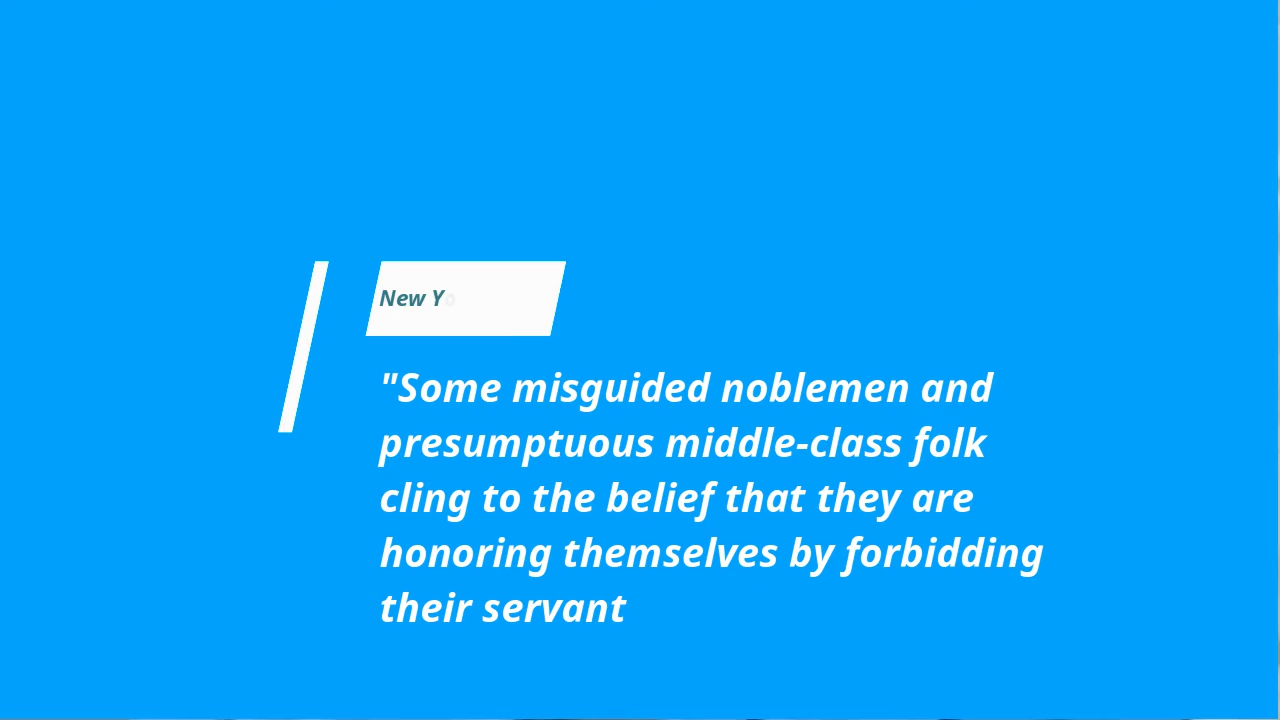 New Yo
"Some misguided noblemen and
presumptuous middle-class folk
cling to the belief that they are
honoring themselves by forbidding
their servant